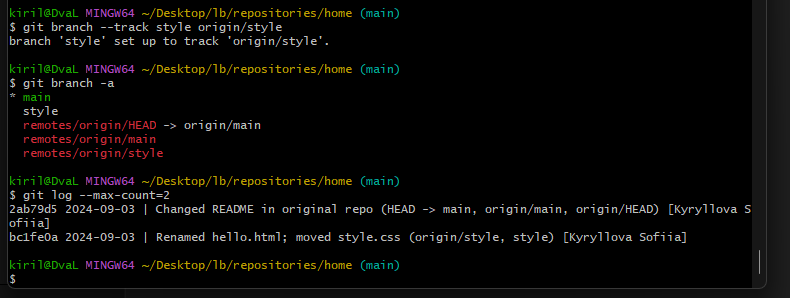 kiril@DvaL MINGW64 ~/Desktop/lb/repositories/home (main)
$ git branch --track style origin/style
branch 'style' set up to track 'origin/style'.
kiril@DvaL MINGW64 ~/Desktop/lb/repositories/home (main)
$ git branch -a
* main
style
remotes/origin/HEAD -> origin/main
remotes/origin/main
remotes/origin/style
kiril@DvaL MINGW64 ~/Desktop/lb/repositories/home (main)
$ git log --max-count=2
2ab79d5 2024-09-03 | Changed README in original repo (HEAD -> main, origin/main, origin/HEAD) [Kyryllova S
ofiia]
bc1fe0a 2024-09-03 | Renamed hello.html; moved style.css (origin/style, style) [Kyryllova Sofiia]
kiril@DvaL MINGW64 ~/Desktop/lb/repositories/home (main)
$